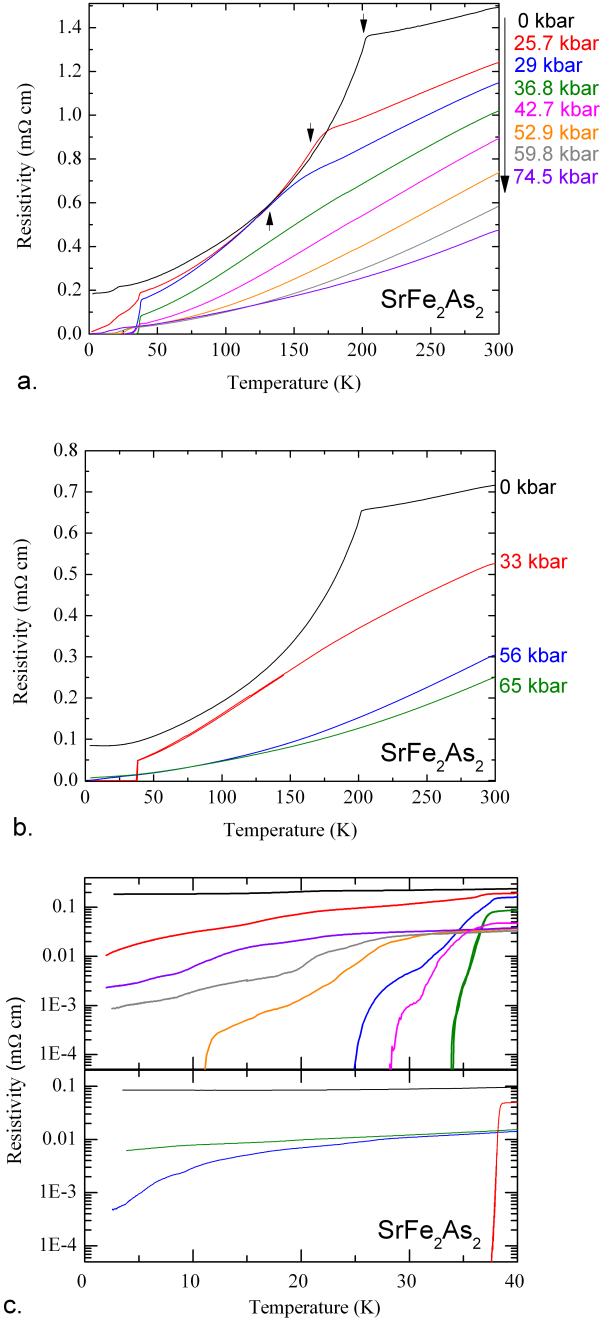 1.4
1.2
1.0
0.8
0.6
0.4
0.2
0.0
Resistivity (mΩ cm)
0 kbar
25.7 kbar
29 kbar
36.8 kbar
42.7 kbar
52.9 kbar
59.8 kbar
74.5 kbar
SrFe2As2
0 50 100 150 200 250 300
Temperature (K)
a.
0.8
0.7
0.6
0.5
0.4
0.3
0.2
0.1
0.0
Resistivity (mΩ cm)
0 kbar
33 kbar
56 kbar
65 kbar
SrFe2As2
0 50 100 150 200 250 300
Temperature (K)
b.
0.1
0.01
1E-3
1E-4
0.1
0.01
1E-3
1E-4
Resistivity (mΩ cm)
SrFe2As2
0 10 20 30 40
Temperature (K)
c.